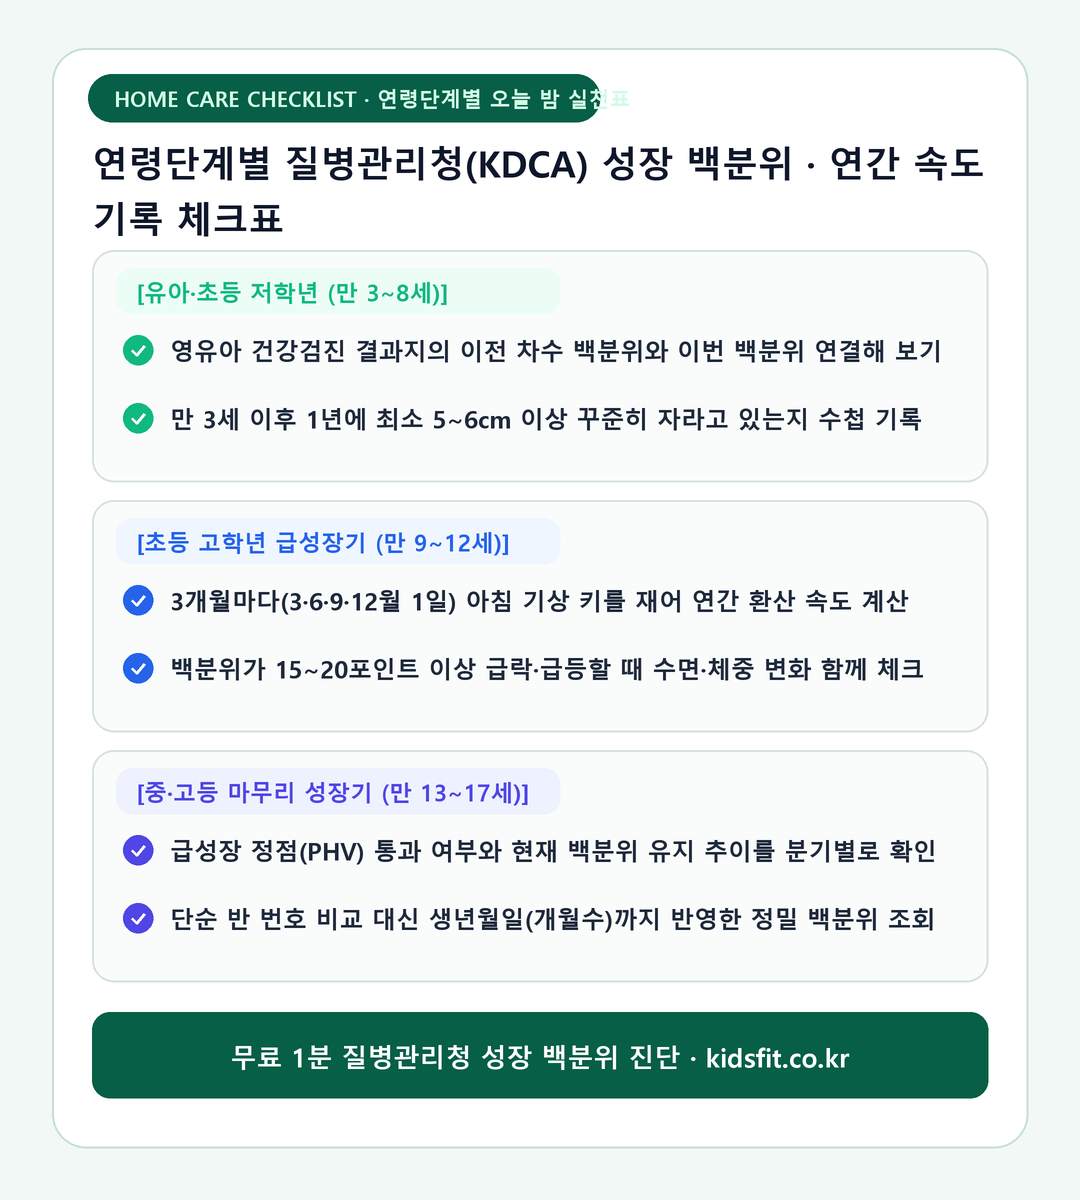 HOME CARE CHECKLIST · 연령단계별 오늘 밤 실천표
연령단계별 질병관리청(KDCA) 성장 백분위 · 연간 속도
기록 체크표
[유아·초등 저학년 (만 3~8세)]
영유아 건강검진 결과지의 이전 차수 백분위와 이번 백분위 연결해 보기
만 3세 이후 1년에 최소 5~6cm 이상 꾸준히 자라고 있는지 수첩 기록
[초등 고학년 급성장기 (만 9~12세)]
3개월마다(3·6·9·12월 1일) 아침 기상 키를 재어 연간 환산 속도 계산
백분위가 15~20포인트 이상 급락·급등할 때 수면·체중 변화 함께 체크
[중·고등 마무리 성장기 (만 13~17세)]
급성장 정점(PHV) 통과 여부와 현재 백분위 유지 추이를 분기별로 확인
단순 반 번호 비교 대신 생년월일(개월수)까지 반영한 정밀 백분위 조회
무료 1분 질병관리청 성장 백분위 진단 · kidsfit.co.kr